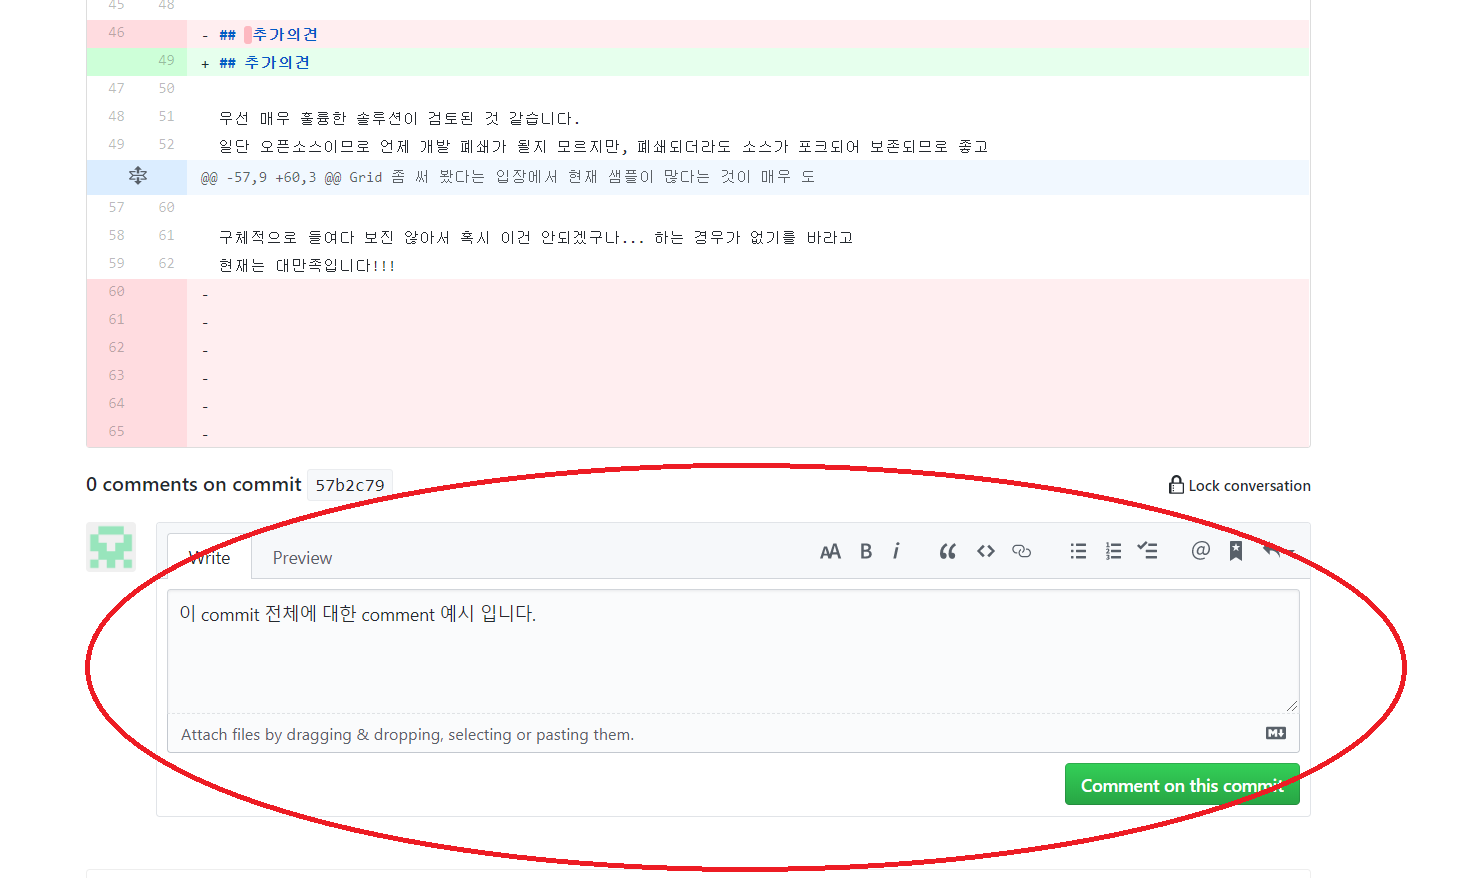 45 48
46 - ## 추가의견
49 + ## 추가의견
47 50
48 51 우선 매우 훌륭한 솔루션이 검토된 것 같습니다.
49 52 일단 오픈소스이므로 언제 개발 폐쇄가 될지 모르지만, 폐쇄되더라도 소스가 포크되어 보존되므로 좋고
@@ -57,9 +60,3 @@ Grid 좀 써 봤다는 입장에서 현재 샘플이 많다는 것이 매우 도
57 60
58 61 구체적으로 들여다 보진 않아서 혹시 이건 안되겠구나... 하는 경우가 없기를 바라고
59 62 현재는 대만족입니다!!!
60 -
61 -
62 -
63 -
64 -
65 -
0 comments on commit 57b2c79 Lock conversation
Write Preview AA B i
이 commit 전체에 대한 comment 예시 입니다.
Attach files by dragging & dropping, selecting or pasting them. M
Comment on this commit